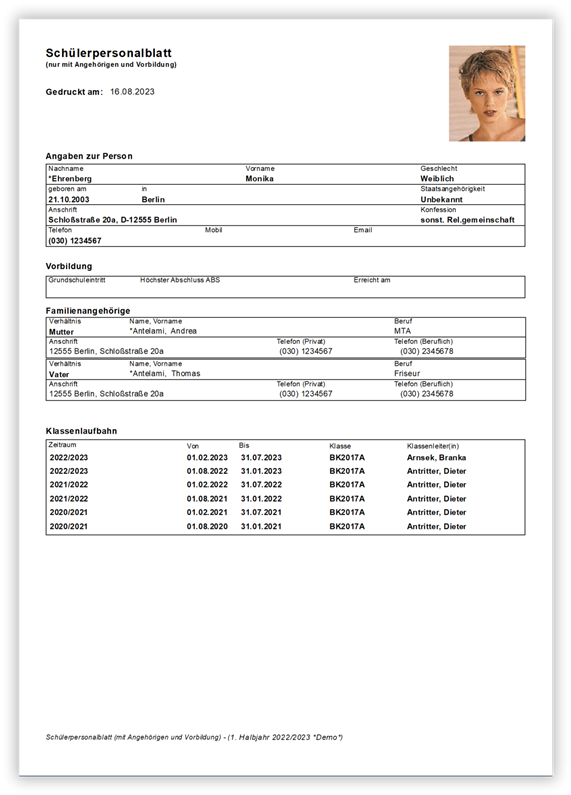 Schülerpersonalblatt
(nur mit Angehörigen und Vorbildung)
Gedruckt am: 16.08.2023
Angaben zur Person
Nachname Vorname Geschlecht
*Ehrenberg Monika Weiblich
geboren am in Staatsangehörigkeit
21.10.2003 Berlin Unbekannt
Anschrift Konfession
Schloßstraße 20a, D-12555 Berlin sonst. Rel.gemeinschaft
Telefon Mobil Email
(030) 1234567
Vorbildung
Grundschuleintritt Höchster Abschluss ABS Erreicht am
Familienangehörige
Verhältnis Name, Vorname Beruf
Mutter *Antelami, Andrea MTA
Anschrift Telefon (Privat) Telefon (Beruflich)
12555 Berlin, Schloßstraße 20a (030) 1234567 (030) 2345678
Verhältnis Name, Vorname Beruf
Vater *Antelami, Thomas Friseur
Anschrift Telefon (Privat) Telefon (Beruflich)
12555 Berlin, Schloßstraße 20a (030) 1234567 (030) 2345678
Klassenlaufbahn
Zeitraum Von Bis Klasse Klassenleiter(in)
2022/2023 01.02.2023 31.07.2023 BK2017A Arnsek, Branka
2022/2023 01.08.2022 31.01.2023 BK2017A Antritter, Dieter
2021/2022 01.02.2022 31.07.2022 BK2017A Antritter, Dieter
2021/2022 01.08.2021 31.01.2022 BK2017A Antritter, Dieter
2020/2021 01.02.2021 31.07.2021 BK2017A Antritter, Dieter
2020/2021 01.08.2020 31.01.2021 BK2017A Antritter, Dieter
Schülerpersonalblatt (mit Angehörigen und Vorbildung) - (1. Halbjahr 2022/2023 *Demo*)